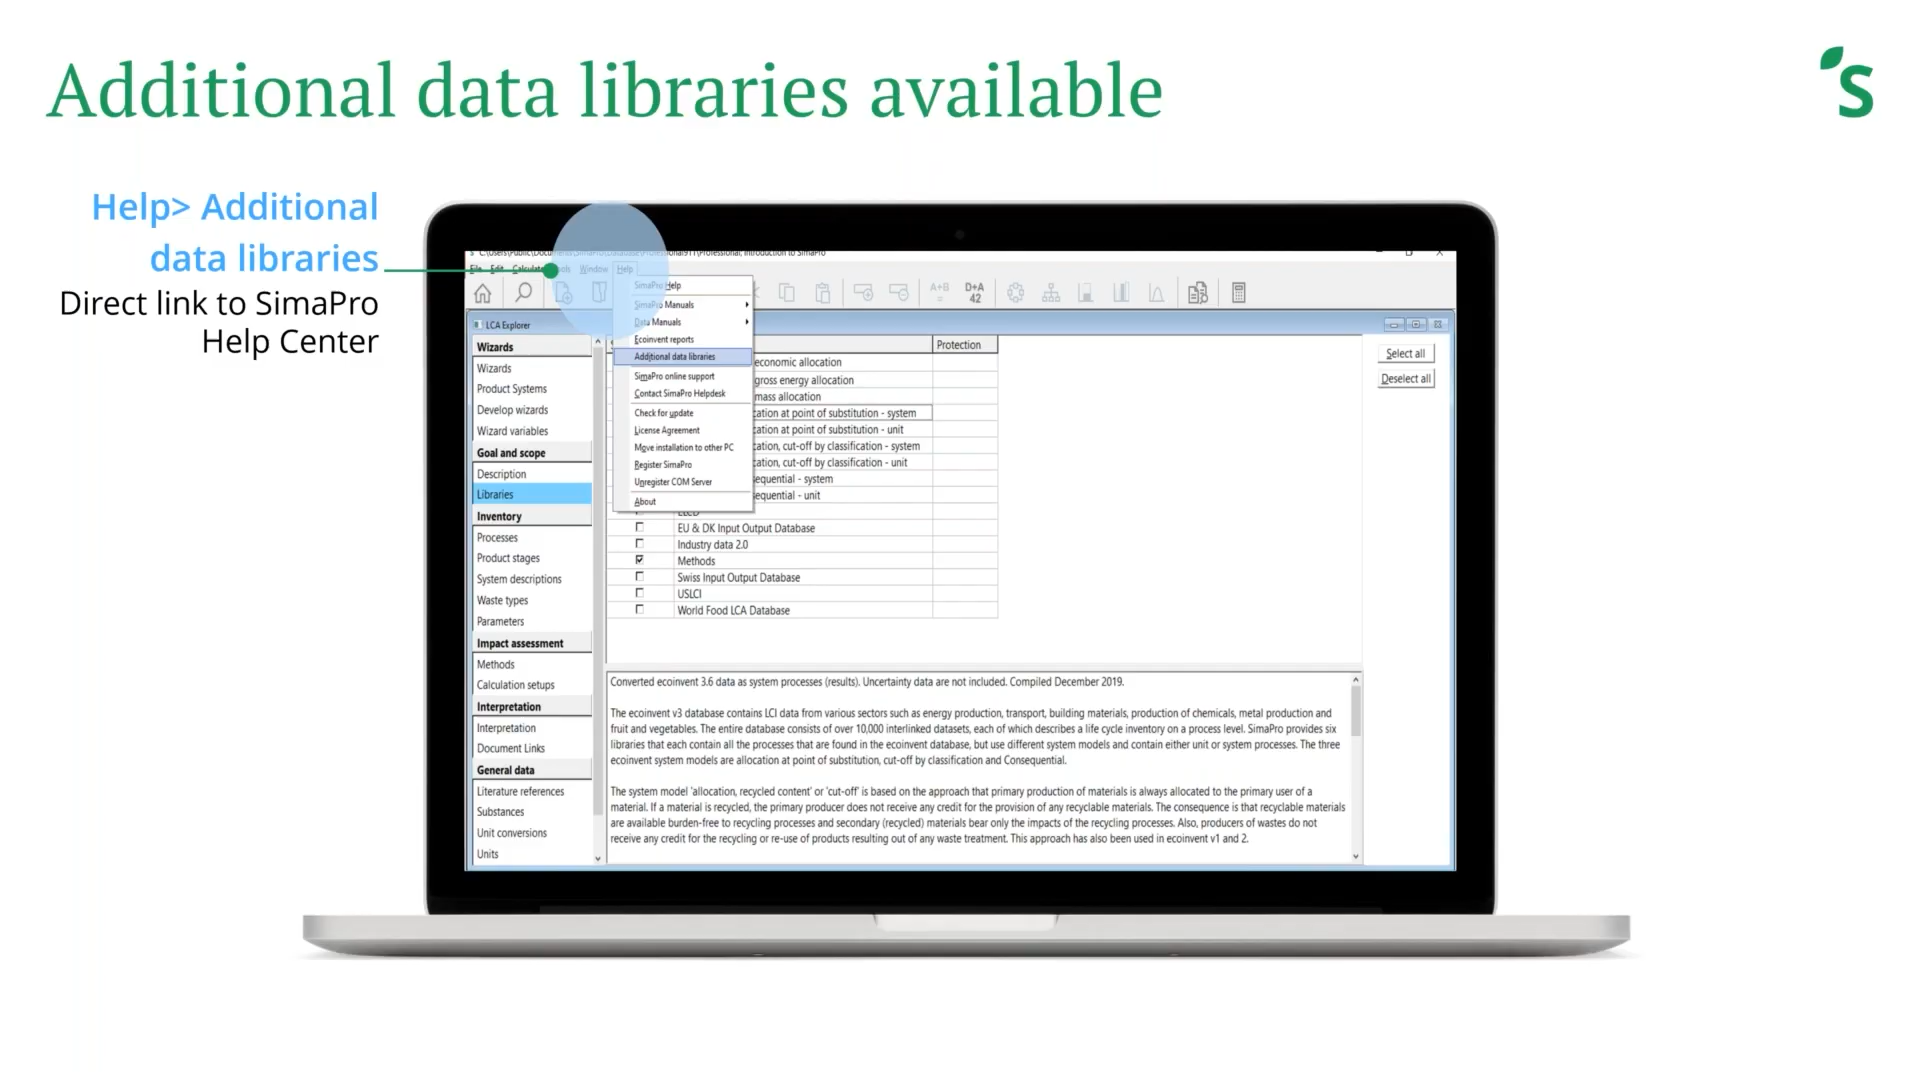 Additional data libraries available
S
Help> Additional
data libraries
Direct link to SimaPro
Help Center
File Edit Calculate Tools Window Help
A+B
=
D+A
42
SimaPro Help
SimaPro Manuals
Data Manuals
Ecoinvent reports
Additional data libraries
SimaPro online support
Contact SimaPro Helpdesk
Check for update
License Agreement
Move installation to other PC
Register SimaPro
Unregister COM Server
About
LCA Explorer
Wizards
Wizards
Product Systems
Develop wizards
Wizard variables
Goal and scope
Description
Libraries
Inventory
Processes
Product stages
System descriptions
Waste types
Parameters
Impact assessment
Methods
Calculation setups
Interpretation
Interpretation
Document Links
General data
Literature references
Substances
Unit conversions
Units
Protection
economic allocation
gross energy allocation
mass allocation
cation at point of substitution - system
cation at point of substitution - unit
cation, cut-off by classification - system
cation, cut-off by classification - unit
sequential - system
sequential - unit
EU & DK Input Output Database
Industry data 2.0
Methods
Swiss Input Output Database
USLCI
World Food LCA Database
Select all
Deselect all
Converted ecoinvent 3.6 data as system processes (results). Uncertainty data are not included. Compiled December 2019.
The ecoinvent v3 database contains LCI data from various sectors such as energy production, transport, building materials, production of chemicals, metal production and
fruit and vegetables. The entire database consists of over 10,000 interlinked datasets, each of which describes a life cycle inventory on a process level. SimaPro provides six
libraries that each contain all the processes that are found in the ecoinvent database, but use different system models and contain either unit or system processes. The three
ecoinvent system models are allocation at point of substitution, cut-off by classification and Consequential.
The system model 'allocation, recycled content' or 'cut-off' is based on the approach that primary production of materials is always allocated to the primary user of a
material. If a material is recycled, the primary producer does not receive any credit for the provision of any recyclable materials. The consequence is that recyclable materials
are available burden-free to recycling processes and secondary (recycled) materials bear only the impacts of the recycling processes. Also, producers of wastes do not
receive any credit for the recycling or re-use of products resulting out of any waste treatment. This approach has also been used in ecoinvent v1 and 2.